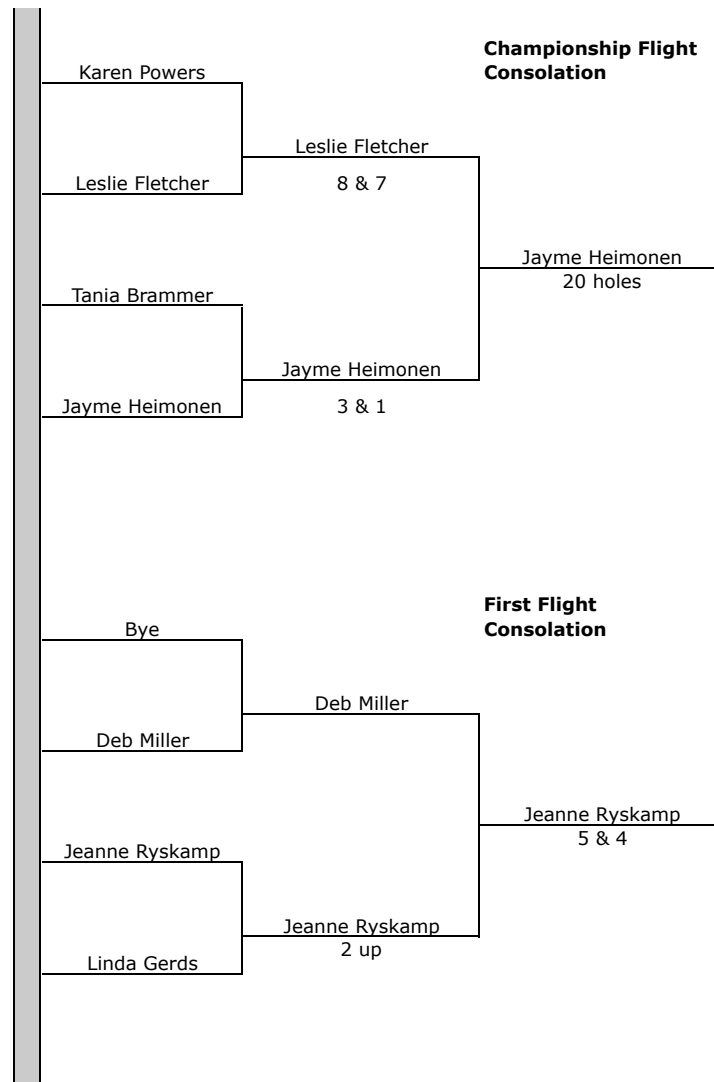 Championship Flight
Consolation
Karen Powers
Leslie Fletcher
Leslie Fletcher
8 & 7
Jayme Heimonen
20 holes
Tania Brammer
Jayme Heimonen
Jayme Heimonen
3 & 1
First Flight
Consolation
Bye
Deb Miller
Deb Miller
Jeanne Ryskamp
5 & 4
Jeanne Ryskamp
Jeanne Ryskamp
2 up
Linda Gerds